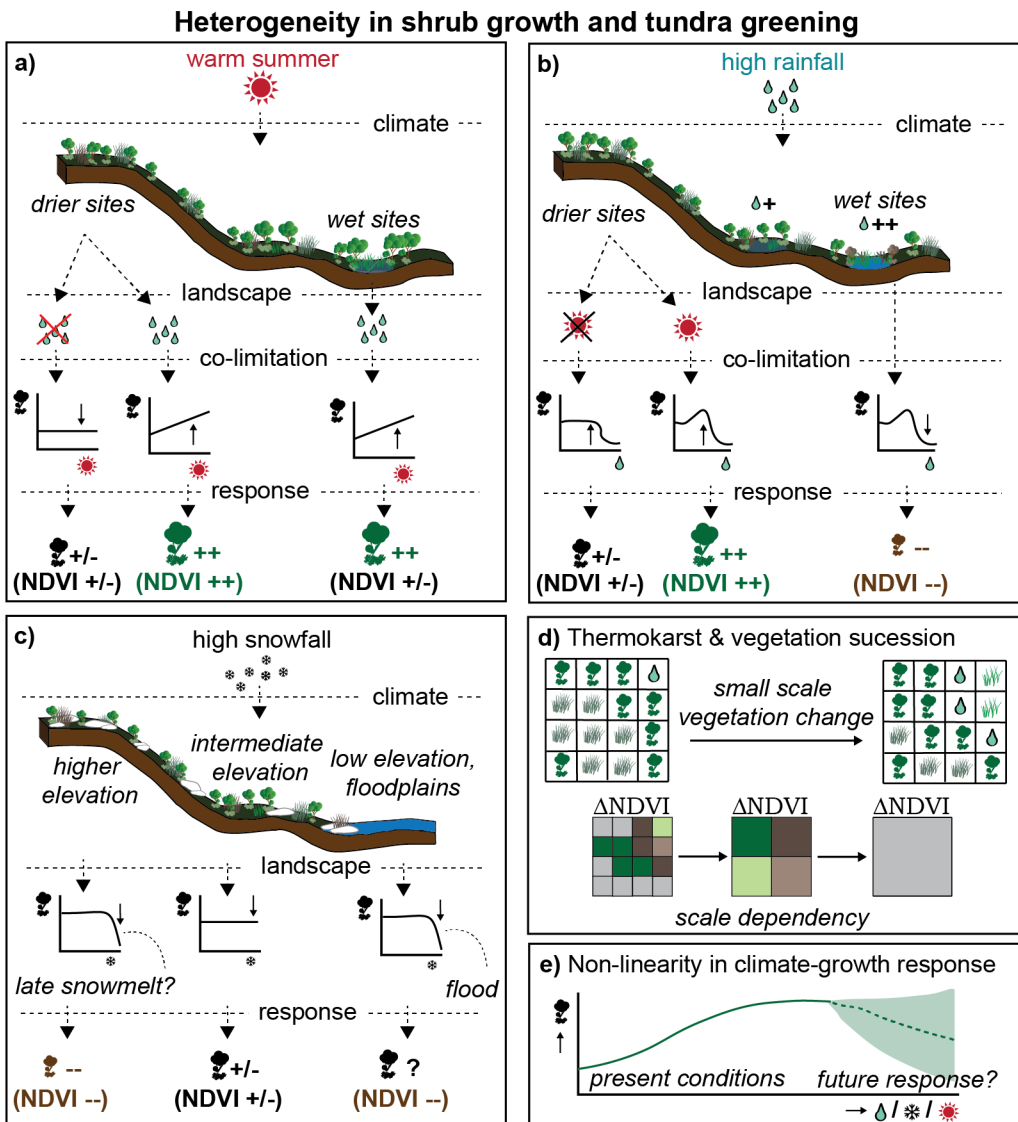 Heterogeneity in shrub growth and tundra greening
a)
warm summer
climate
drier sites
wet sites
landscape
co-limitation
response
+/-
++
++
(NDVI +/-)
(NDVI ++)
(NDVI +/-)
b)
high rainfall
climate
drier sites
+
wet sites
++
landscape
co-limitation
response
+/-
++
--
(NDVI +/-)
(NDVI ++)
(NDVI --)
c)
high snowfall
climate
higher
elevation
intermediate
elevation
low elevation,
floodplains
landscape
late snowmelt?
flood
response
--
+/-
?
(NDVI --)
(NDVI +/-)
(NDVI --)
d) Thermokarst & vegetation sucession
small scale
vegetation change
ΔNDVI
ΔNDVI
ΔNDVI
scale dependency
e) Non-linearity in climate-growth response
present conditions
future response?
/ /